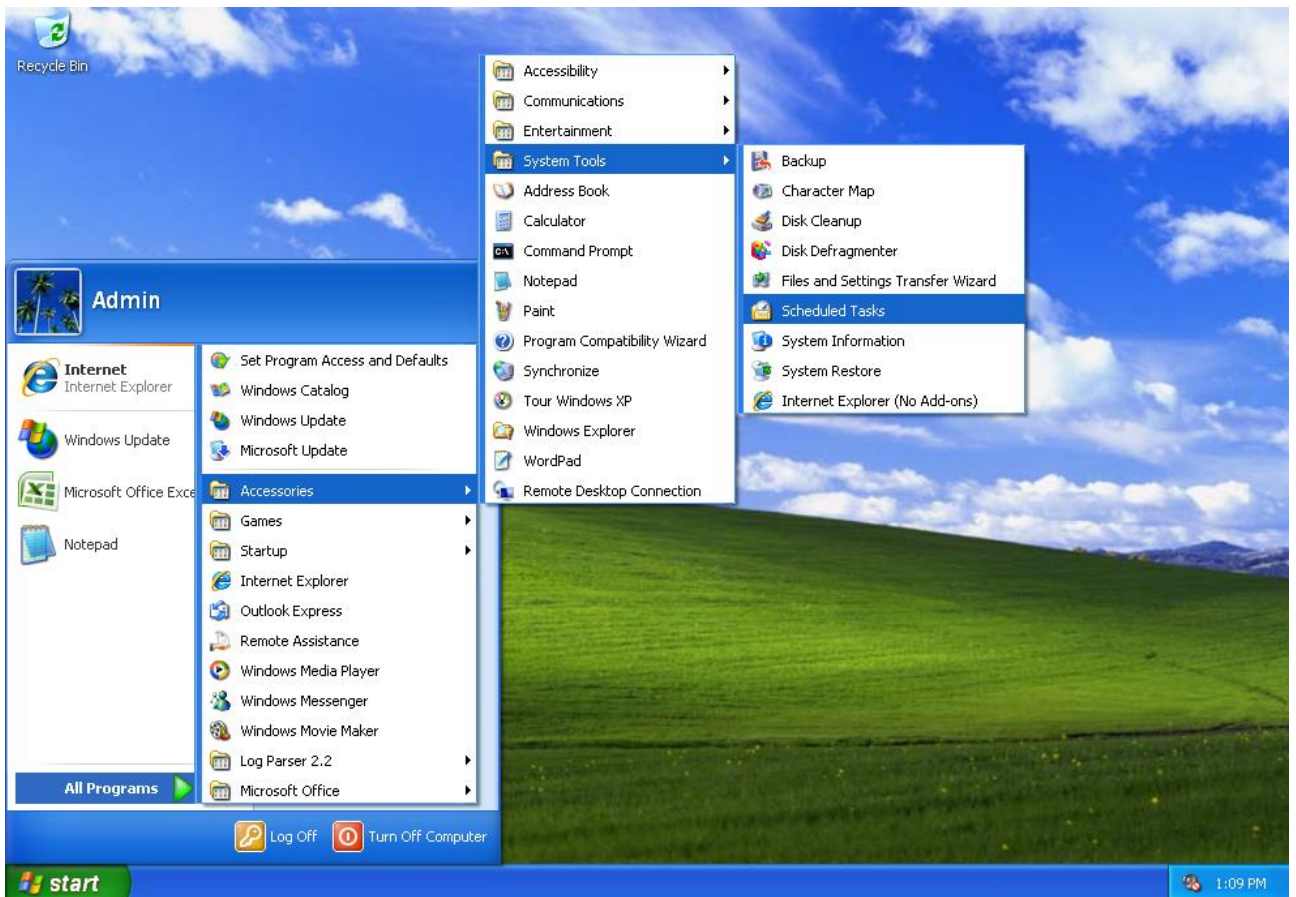 Recycle Bin
Admin
Internet
Internet Explorer
Windows Update
Microsoft Office Exce
Notepad
All Programs
Set Program Access and Defaults
Windows Catalog
Windows Update
Microsoft Update
Accessories
Games
Startup
Internet Explorer
Outlook Express
Remote Assistance
Windows Media Player
Windows Messenger
Windows Movie Maker
Log Parser 2.2
Microsoft Office
Accessibility
Communications
Entertainment
System Tools
Address Book
Calculator
Command Prompt
Notepad
Paint
Program Compatibility Wizard
Synchronize
Tour Windows XP
Windows Explorer
WordPad
Remote Desktop Connection
Backup
Character Map
Disk Cleanup
Disk Defragmenter
Files and Settings Transfer Wizard
Scheduled Tasks
System Information
System Restore
Internet Explorer (No Add-ons)
Log Off
Turn Off Computer
start
1:09 PM